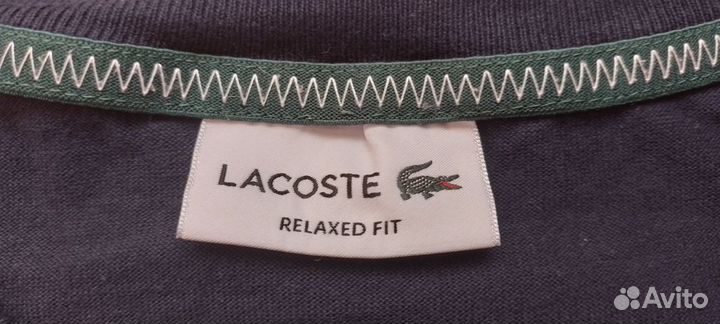 LACOSTE
RELAXED FIT
Avito